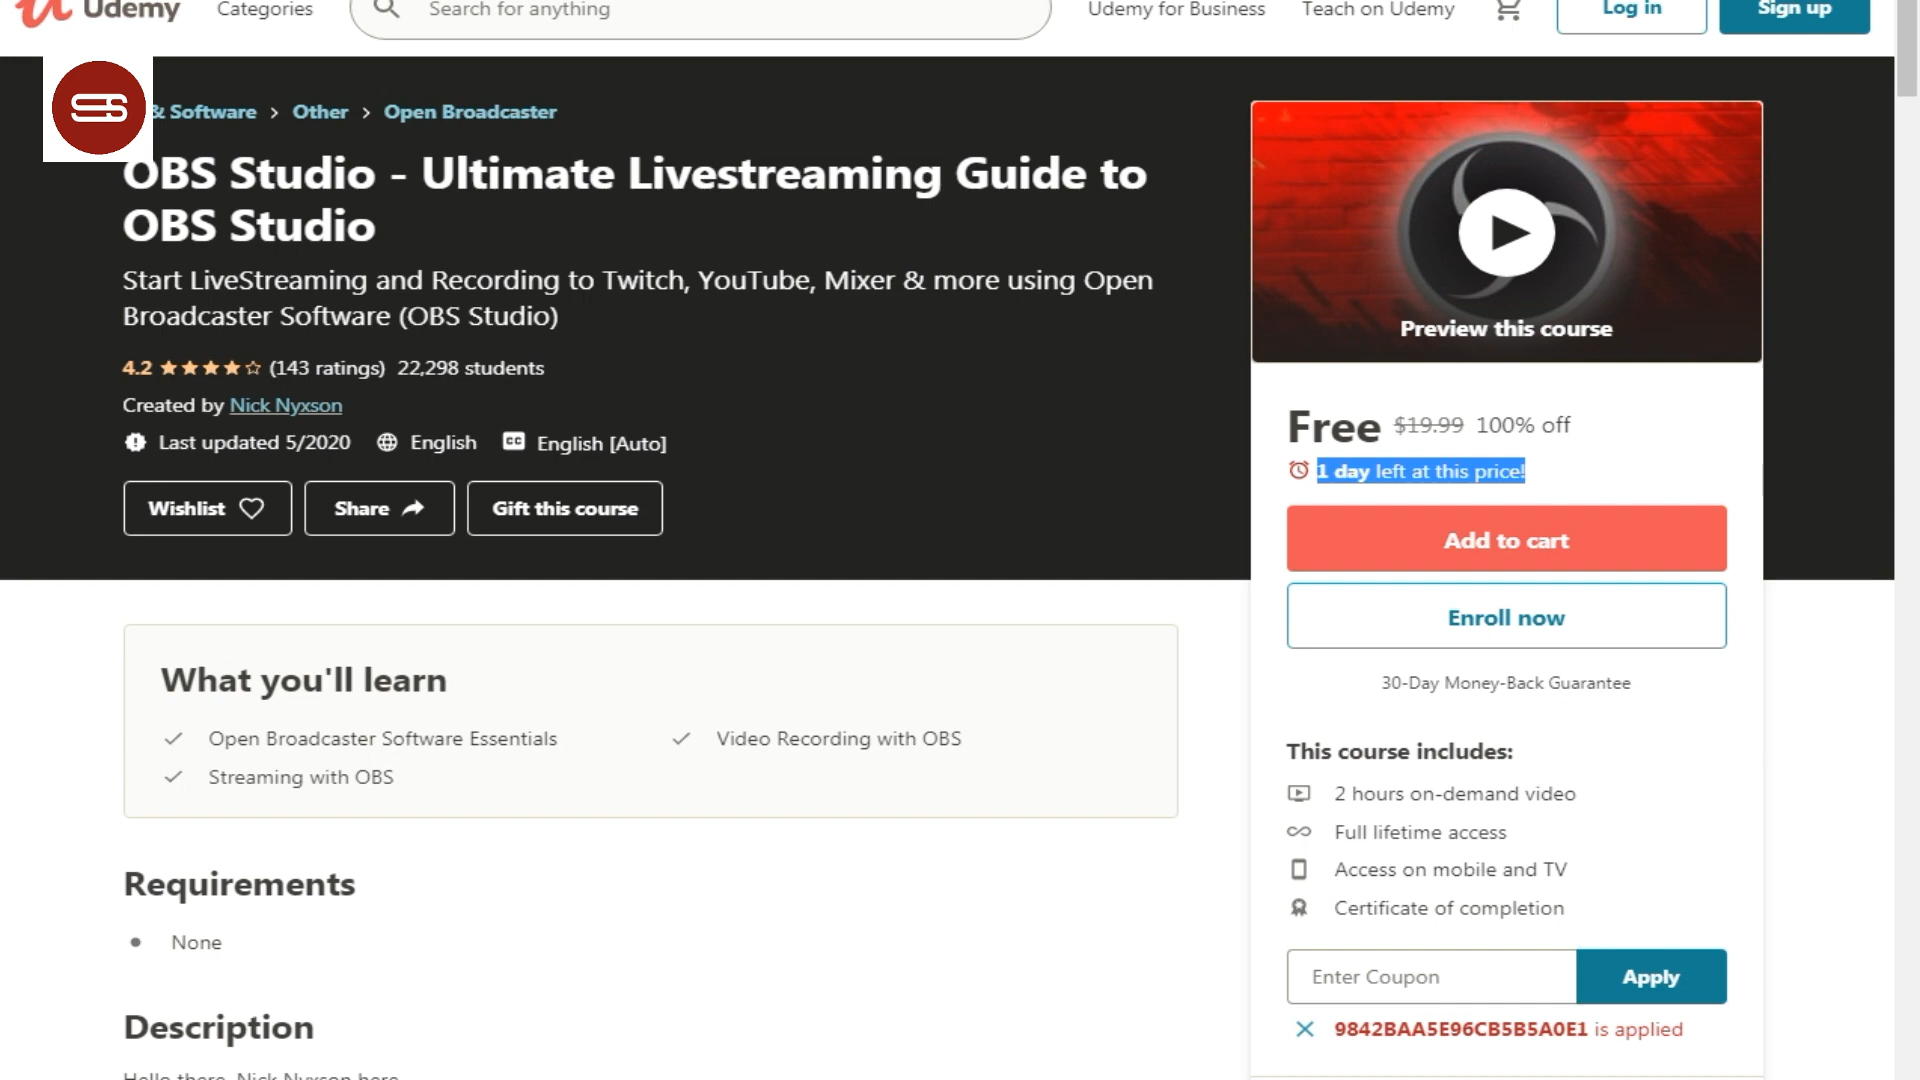 Udemy
Categories
Search for anything
Udemy for Business
Teach on Udemy
Log in
Sign up
& Software > Other > Open Broadcaster
OBS Studio - Ultimate Livestreaming Guide to
OBS Studio
Start LiveStreaming and Recording to Twitch, YouTube, Mixer & more using Open
Broadcaster Software (OBS Studio)
4.2 (143 ratings) 22,298 students
Created by Nick Nyxson
Last updated 5/2020 English CC English [Auto]
Wishlist
Share
Gift this course
Preview this course
Free $19.99 100% off
1 day left at this price!
Add to cart
Enroll now
30-Day Money-Back Guarantee
This course includes:
2 hours on-demand video
Full lifetime access
Access on mobile and TV
Certificate of completion
Enter Coupon
Apply
9842BAA5E96CB5B5A0E1 is applied
What you'll learn
Open Broadcaster Software Essentials
Video Recording with OBS
Streaming with OBS
Requirements
None
Description
Hello there, Nick Nyxson here